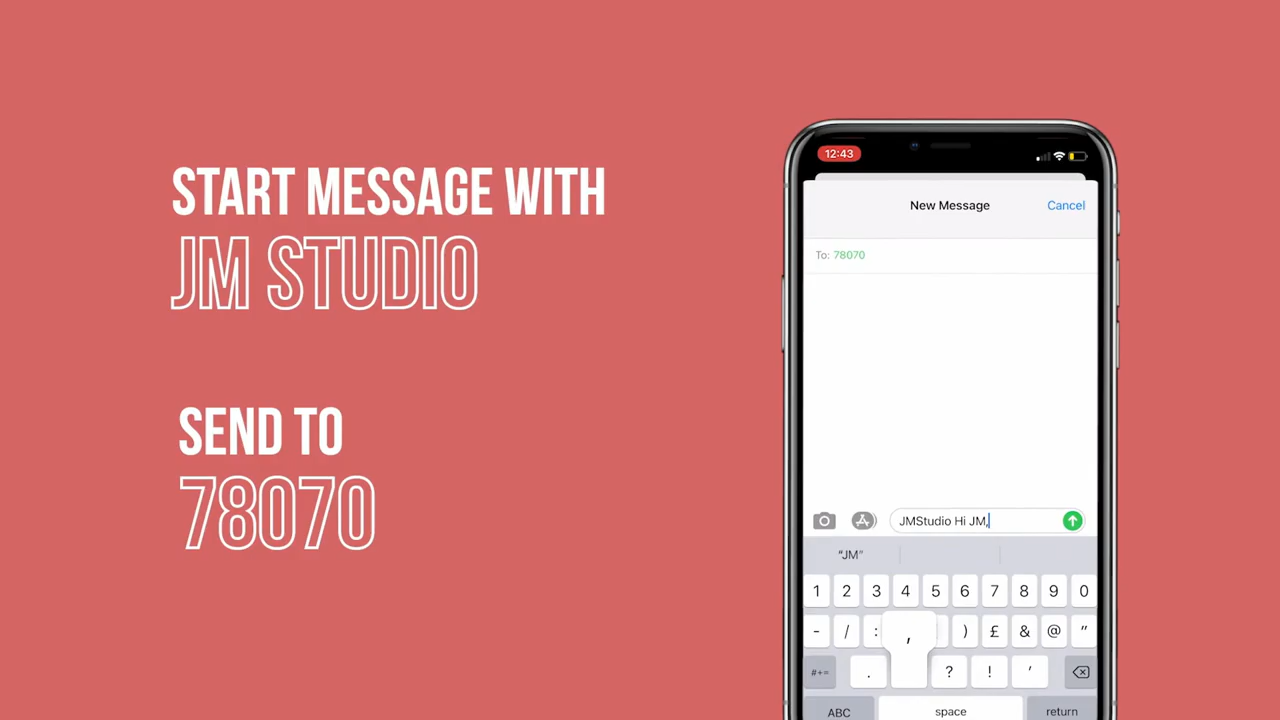 START MESSAGE WITH
JM STUDIO
SEND TO
78070
12:43
New Message
Cancel
To: 78070
JMStudio Hi JM,
“JM”
1 2 3 4 5 6 7 8 9 0
- / : , ) £ & @ ”
#+= . ? ! ’
ABC space return